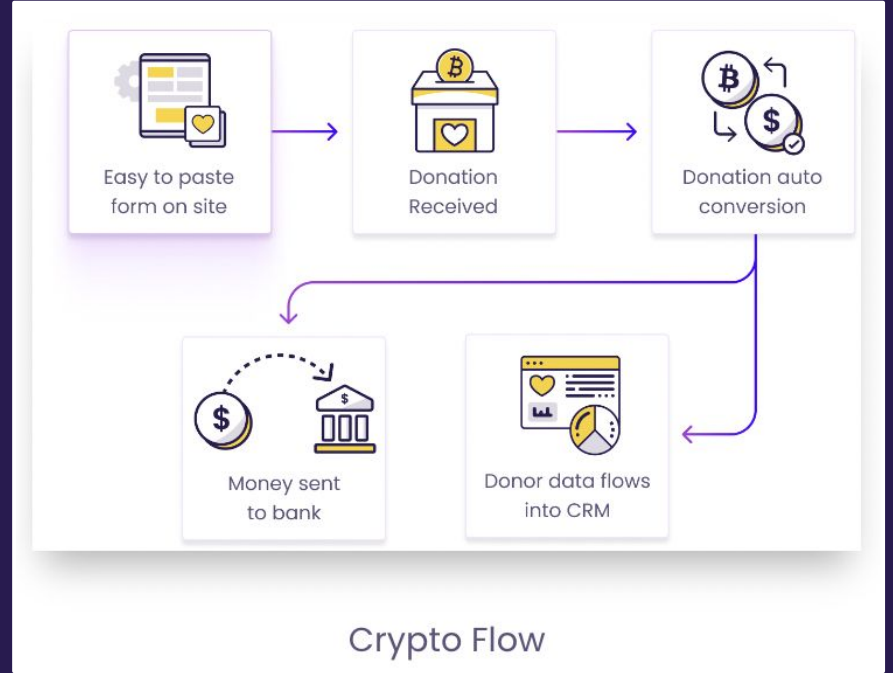 Easy to paste
form on site
Donation
Received
Donation auto
conversion
Money sent
to bank
Donor data flows
into CRM
Crypto Flow